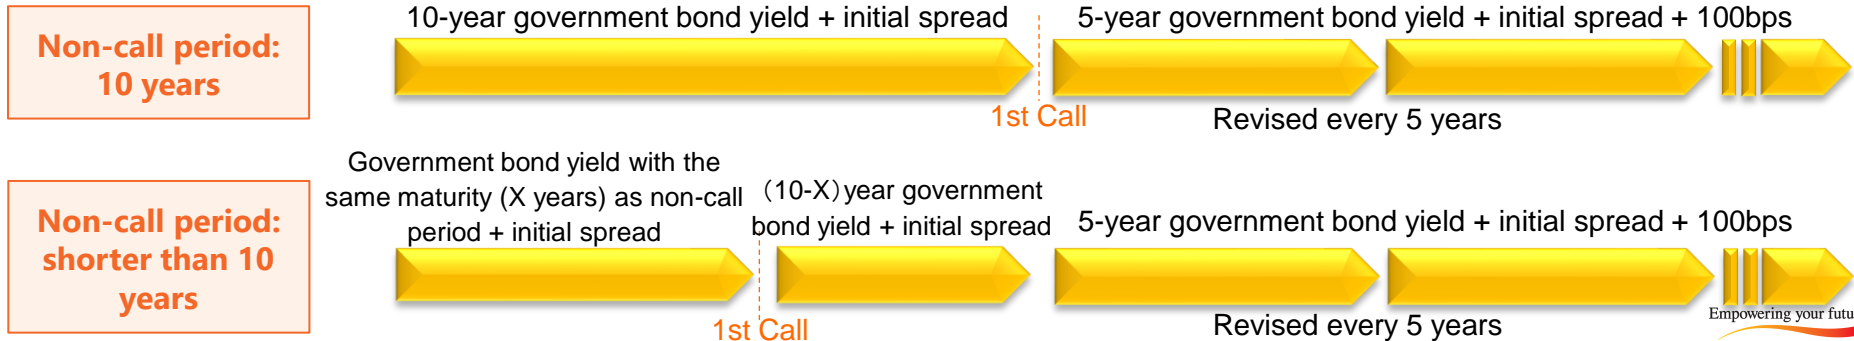 Non-call period:
10 years
10-year government bond yield + initial spread
5-year government bond yield + initial spread + 100bps
1st Call
Revised every 5 years
Non-call period:
shorter than 10
years
Government bond yield with the
same maturity (X years) as non-call
period + initial spread
（10-X）year government
bond yield + initial spread
5-year government bond yield + initial spread + 100bps
1st Call
Revised every 5 years
Empowering your futu